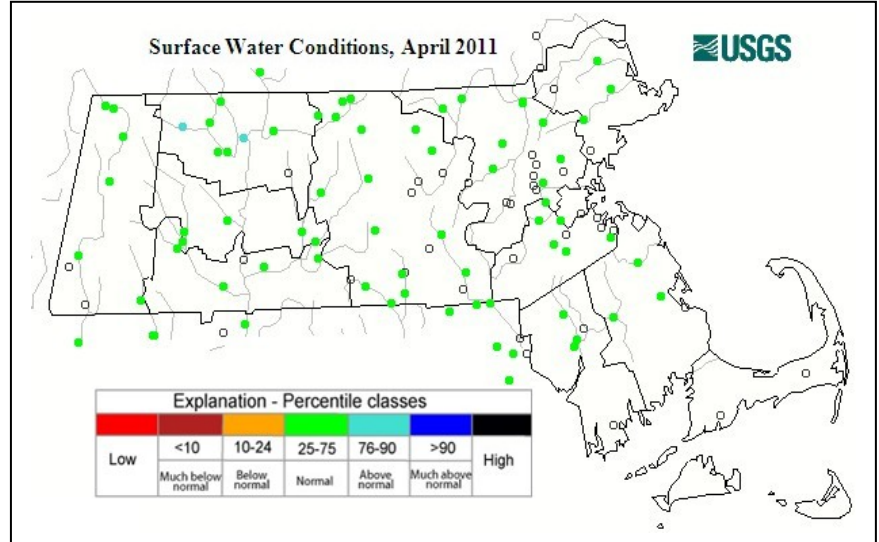 Surface Water Conditions, April 2011
USGS
Explanation - Percentile classes
Low
<10
10-24
25-75
76-90
>90
High
Much below
normal
Below
normal
Normal
Above
normal
Much above
normal